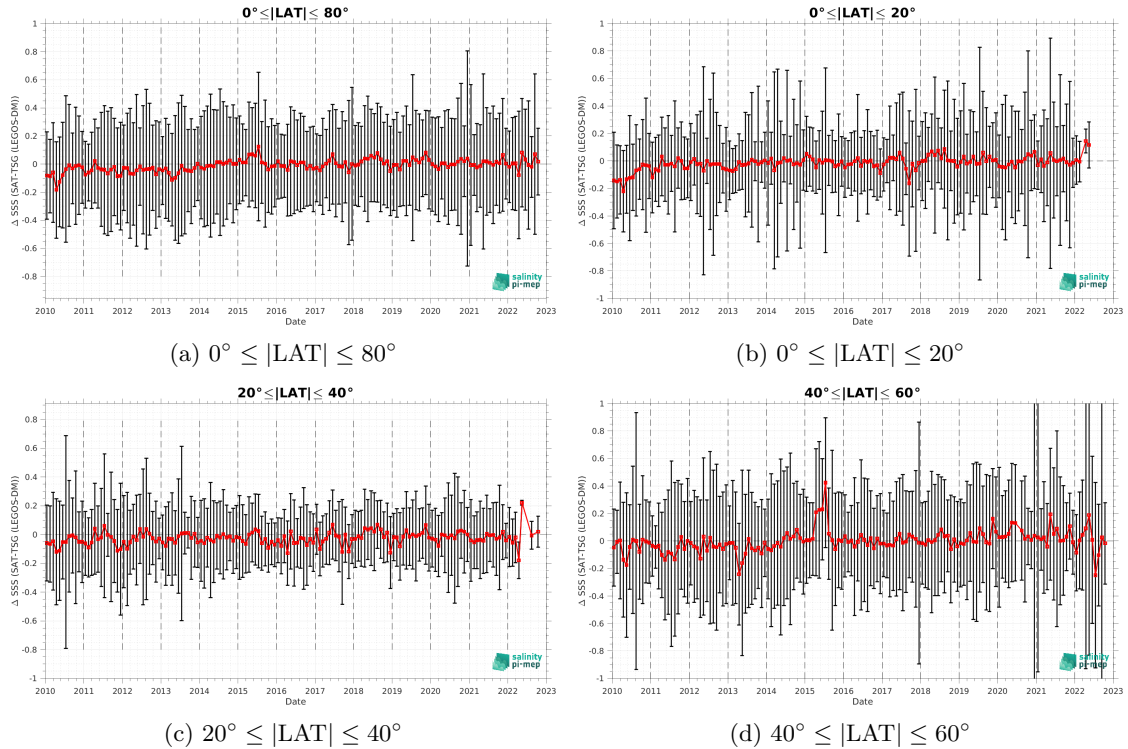 0°≤|LAT|≤ 80°
1
0.8
0.6
0.4
0.2
0
-0.2
-0.4
-0.6
-0.8
Δ SSS (SAT-TSG (LEGOS-DM))
2010 2011 2012 2013 2014 2015 2016 2017 2018 2019 2020 2021 2022 2023
Date
salinity
pi-mep
(a) 0° ≤ |LAT| ≤ 80°
0°≤|LAT|≤ 20°
1
0.8
0.6
0.4
0.2
0
-0.2
-0.4
-0.6
-0.8
-1
Δ SSS (SAT-TSG (LEGOS-DM))
2010 2011 2012 2013 2014 2015 2016 2017 2018 2019 2020 2021 2022 2023
Date
salinity
pi-mep
(b) 0° ≤ |LAT| ≤ 20°
20°≤|LAT|≤ 40°
0.8
0.6
0.4
0.2
0
-0.2
-0.4
-0.6
-0.8
-1
Δ SSS (SAT-TSG (LEGOS-DM))
2010 2011 2012 2013 2014 2015 2016 2017 2018 2019 2020 2021 2022 2023
Date
salinity
pi-mep
(c) 20° ≤ |LAT| ≤ 40°
40°≤|LAT|≤ 60°
1
0.8
0.6
0.4
0.2
0
-0.2
-0.4
-0.6
-0.8
-1
Δ SSS (SAT-TSG (LEGOS-DM))
2010 2011 2012 2013 2014 2015 2016 2017 2018 2019 2020 2021 2022 2023
Date
salinity
pi-mep
(d) 40° ≤ |LAT| ≤ 60°